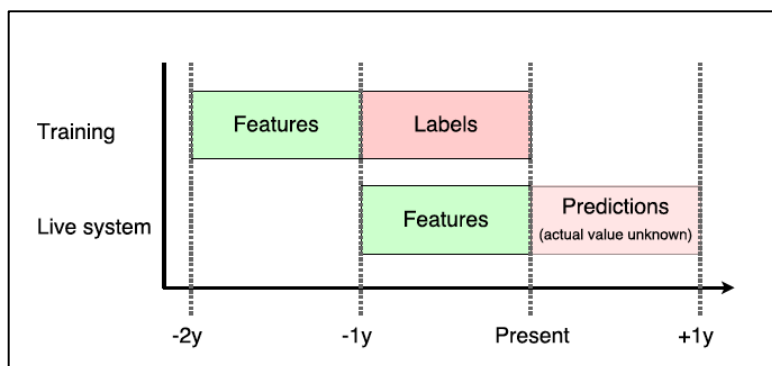 Training
Features
Labels
Live system
Features
Predictions
(actual value unknown)
-2y
-1y
Present
+1y